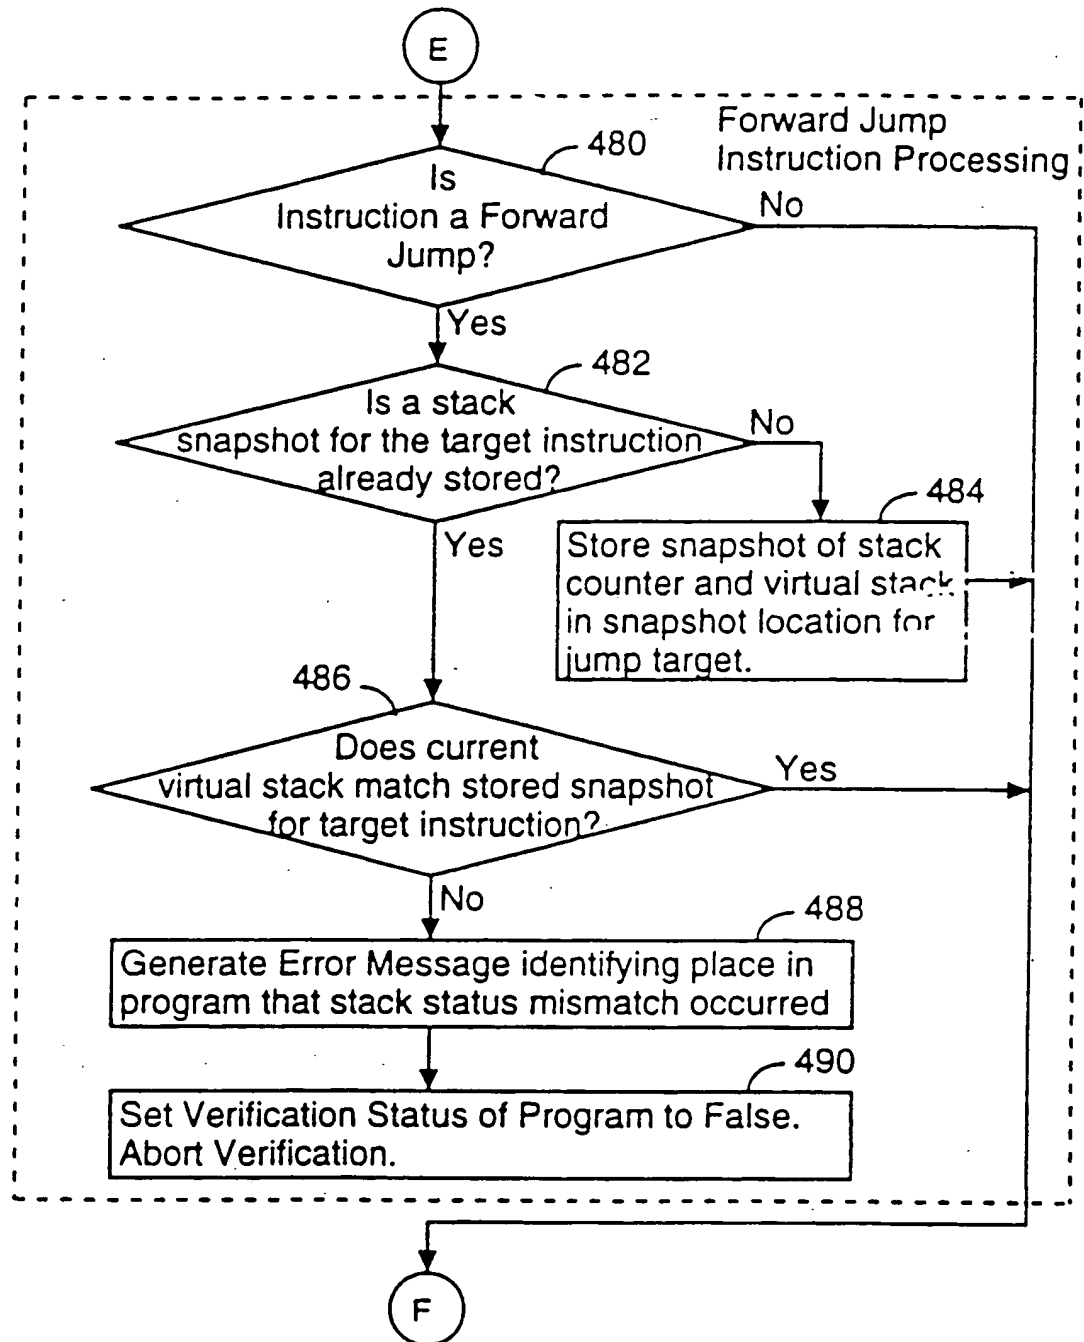 E
Forward Jump
Instruction Processing
480
Is
Instruction a Forward
Jump?
No
Yes
482
Is a stack
snapshot for the target instruction
already stored?
No
Yes
484
Store snapshot of stack
counter and virtual stack
in snapshot location for
jump target.
486
Does current
virtual stack match stored snapshot
for target instruction?
Yes
No
488
Generate Error Message identifying place in
program that stack status mismatch occurred
490
Set Verification Status of Program to False.
Abort Verification.
F